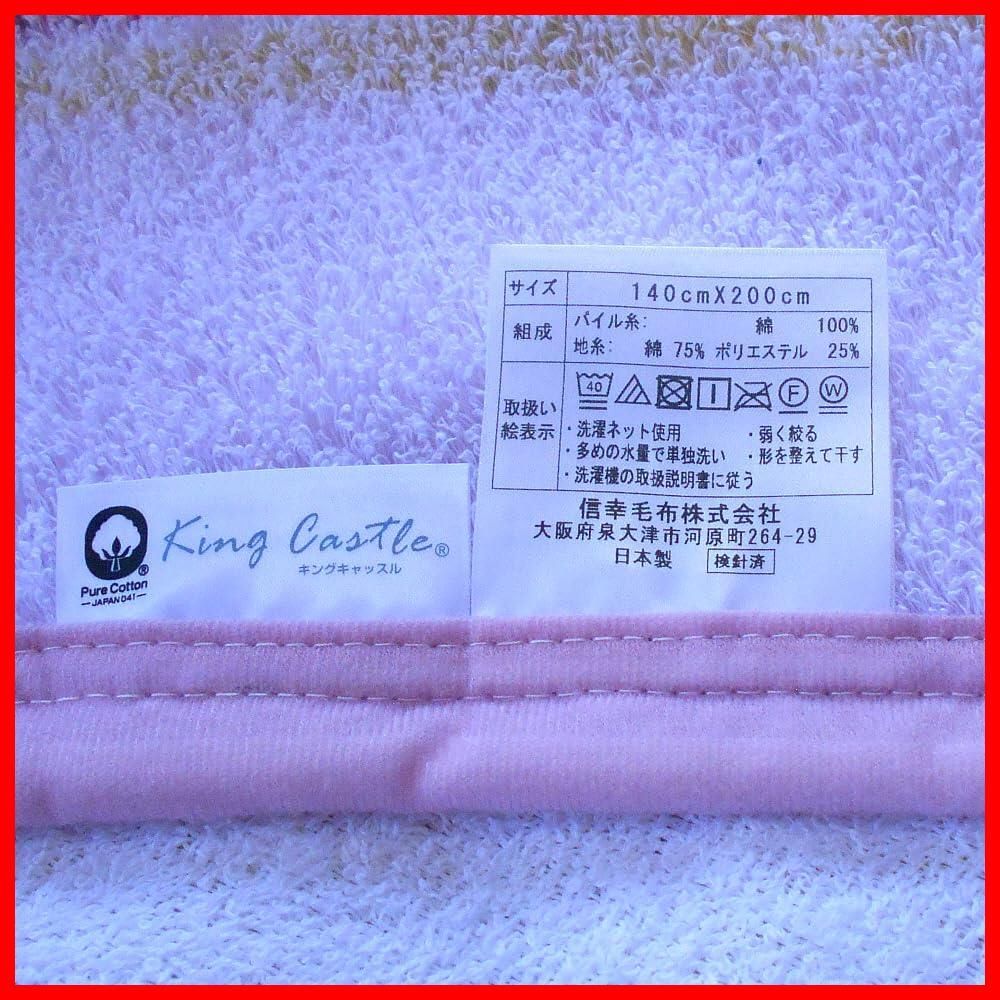 サイズ 140cmX200cm
組成 パイル糸: 綿 100%
地糸: 綿 75% ポリエステル 25%
取扱い
絵表示
40 F W
・洗濯ネット使用 ・弱く絞る
・多めの水量で単独洗い ・形を整えて干す
・洗濯機の取扱説明書に従う
信幸毛布株式会社
大阪府泉大津市河原町264-29
日本製 検針済
King Castle®
キングキャッスル
®
Pure Cotton
JAPAN 041